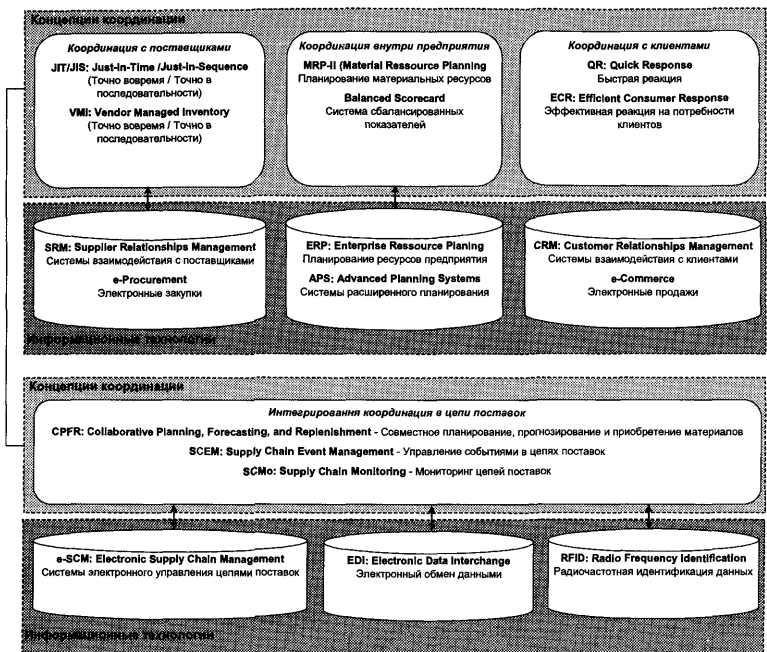 Концепции координации
Координация с поставщиками
JIT/JIS: Just-In-Time /Just-in-Sequence
(Точно вовремя / Точно в
последовательности)
VMI: Vendor Managed Inventory
(Точно вовремя / Точно в
последовательности)
Координация внутри предприятия
MRP-II (Material Ressource Planning
Планирование материальных ресурсов
Balanced Scorecard
Система сбалансированных
показателей
Координация с клиентами
QR: Quick Response
Быстрая реакция
ECR: Efficient Consumer Response
Эффективная реакция на потребности
клиентов
SRM: Supplier Relationships Management
Системы взаимодействия с поставщиками
e-Procurement
Электронные закупки
ERP: Enterprise Ressource Planing
Планирование ресурсов предприятия
APS: Advanced Planning Systems
Системы расширенного планирования
CRM: Customer Relationships Management
Системы взаимодействия с клиентами
e-Commerce
Электронные продажи
Информационные технологии
Концепции координации
Интегрировання координация в цепи поставок
CPFR: Collaborative Planning, Forecasting, and Replenishment - Совместное планирование, прогнозирование и приобретение материалов
SCEM: Supply Chain Event Management - Управление событиями в цепях поставок
SCMo: Supply Chain Monitoring - Мониторинг цепей поставок
e-SCM: Electronic Supply Chain Management
Системы электронного управления цепями поставок
EDI: Electronic Data Interchange
Электронный обмен данными
RFID: Radio Frequency Identification
Радиочастотная идентификация данных
Информационные технологии